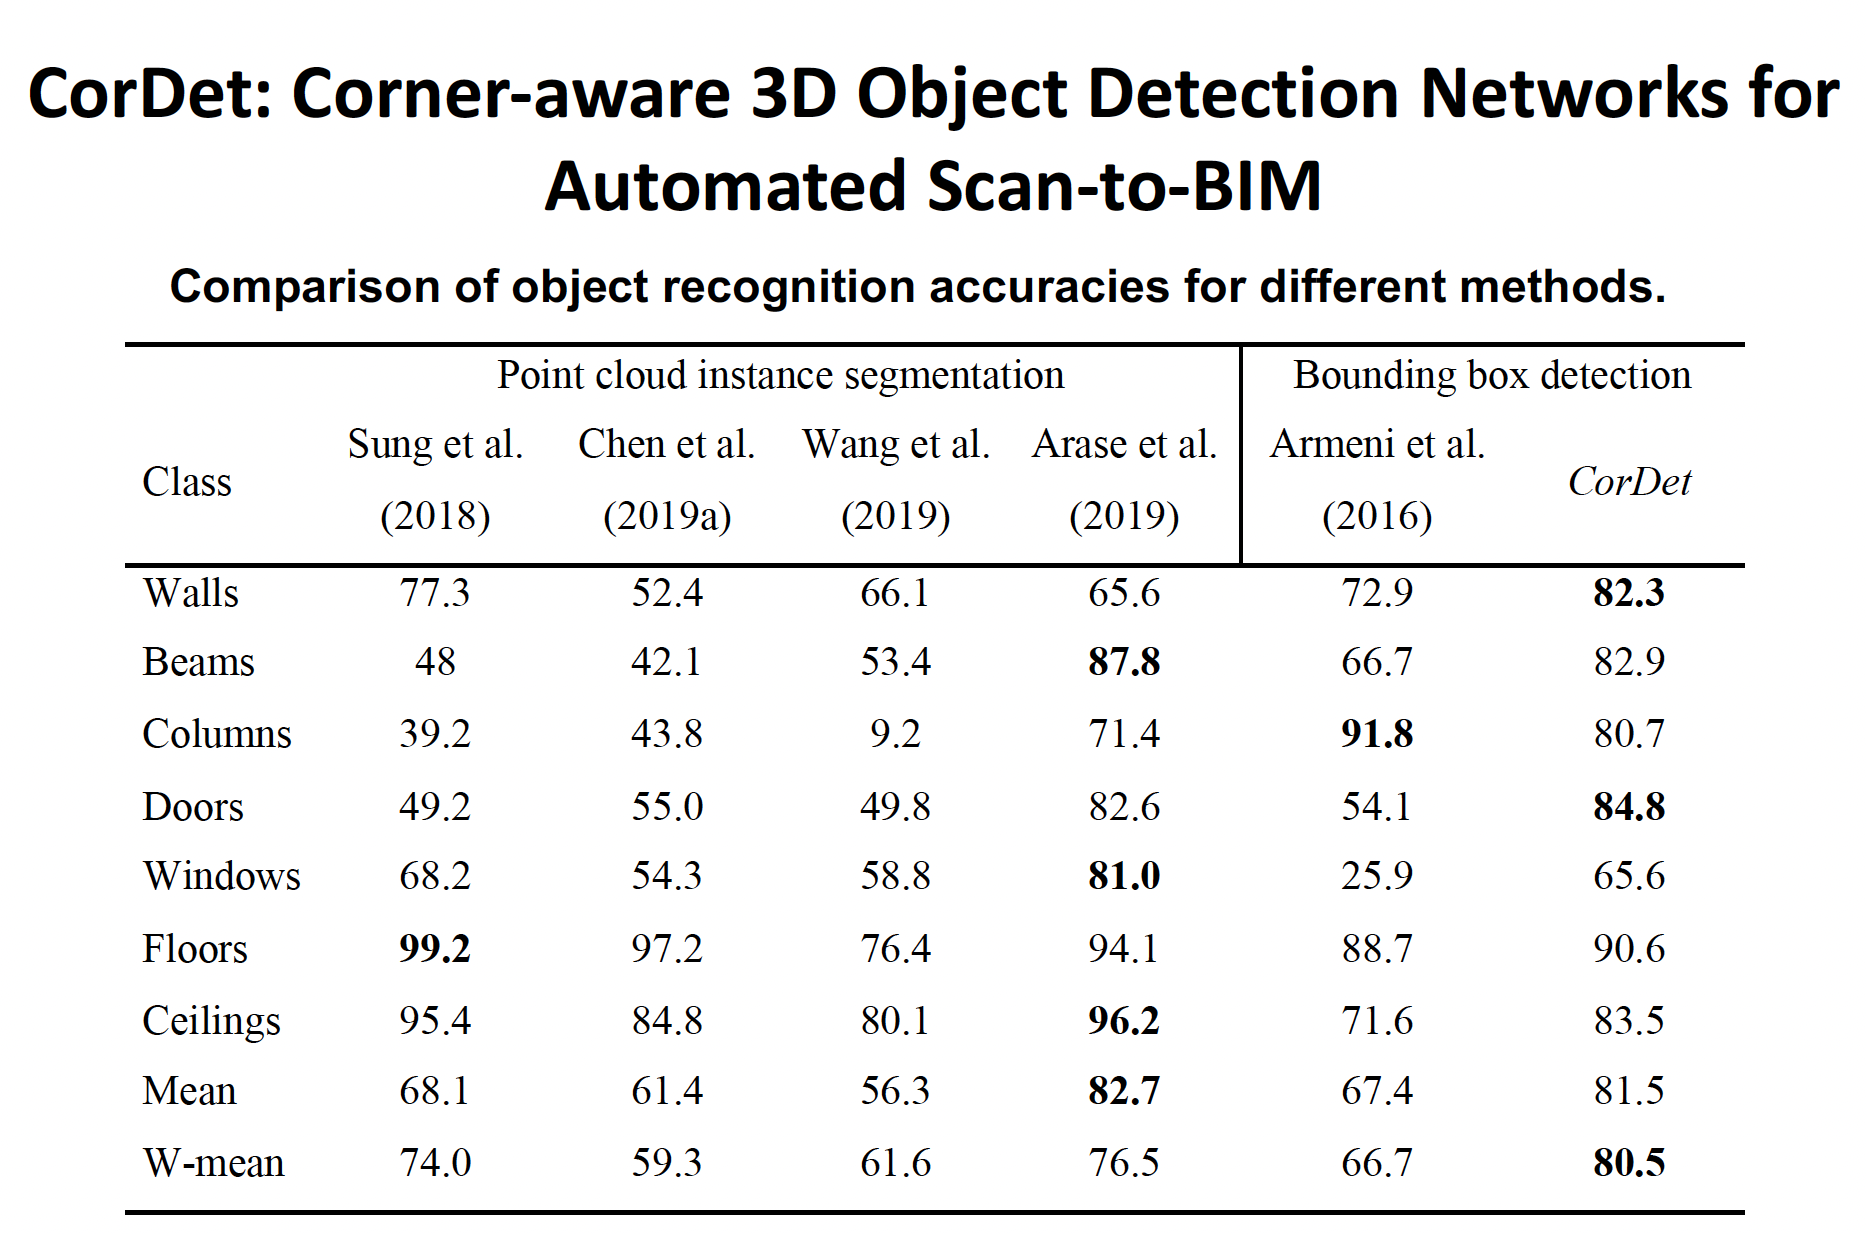 CorDet: Corner-aware 3D Object Detection Networks for
Automated Scan-to-BIM
Comparison of object recognition accuracies for different methods.
Point cloud instance segmentation Bounding box detection
Class Sung et al. (2018) Chen et al. (2019a) Wang et al. (2019) Arase et al. (2019) Armeni et al. (2016) CorDet
Walls 77.3 52.4 66.1 65.6 72.9 82.3
Beams 48 42.1 53.4 87.8 66.7 82.9
Columns 39.2 43.8 9.2 71.4 91.8 80.7
Doors 49.2 55.0 49.8 82.6 54.1 84.8
Windows 68.2 54.3 58.8 81.0 25.9 65.6
Floors 99.2 97.2 76.4 94.1 88.7 90.6
Ceilings 95.4 84.8 80.1 96.2 71.6 83.5
Mean 68.1 61.4 56.3 82.7 67.4 81.5
W-mean 74.0 59.3 61.6 76.5 66.7 80.5